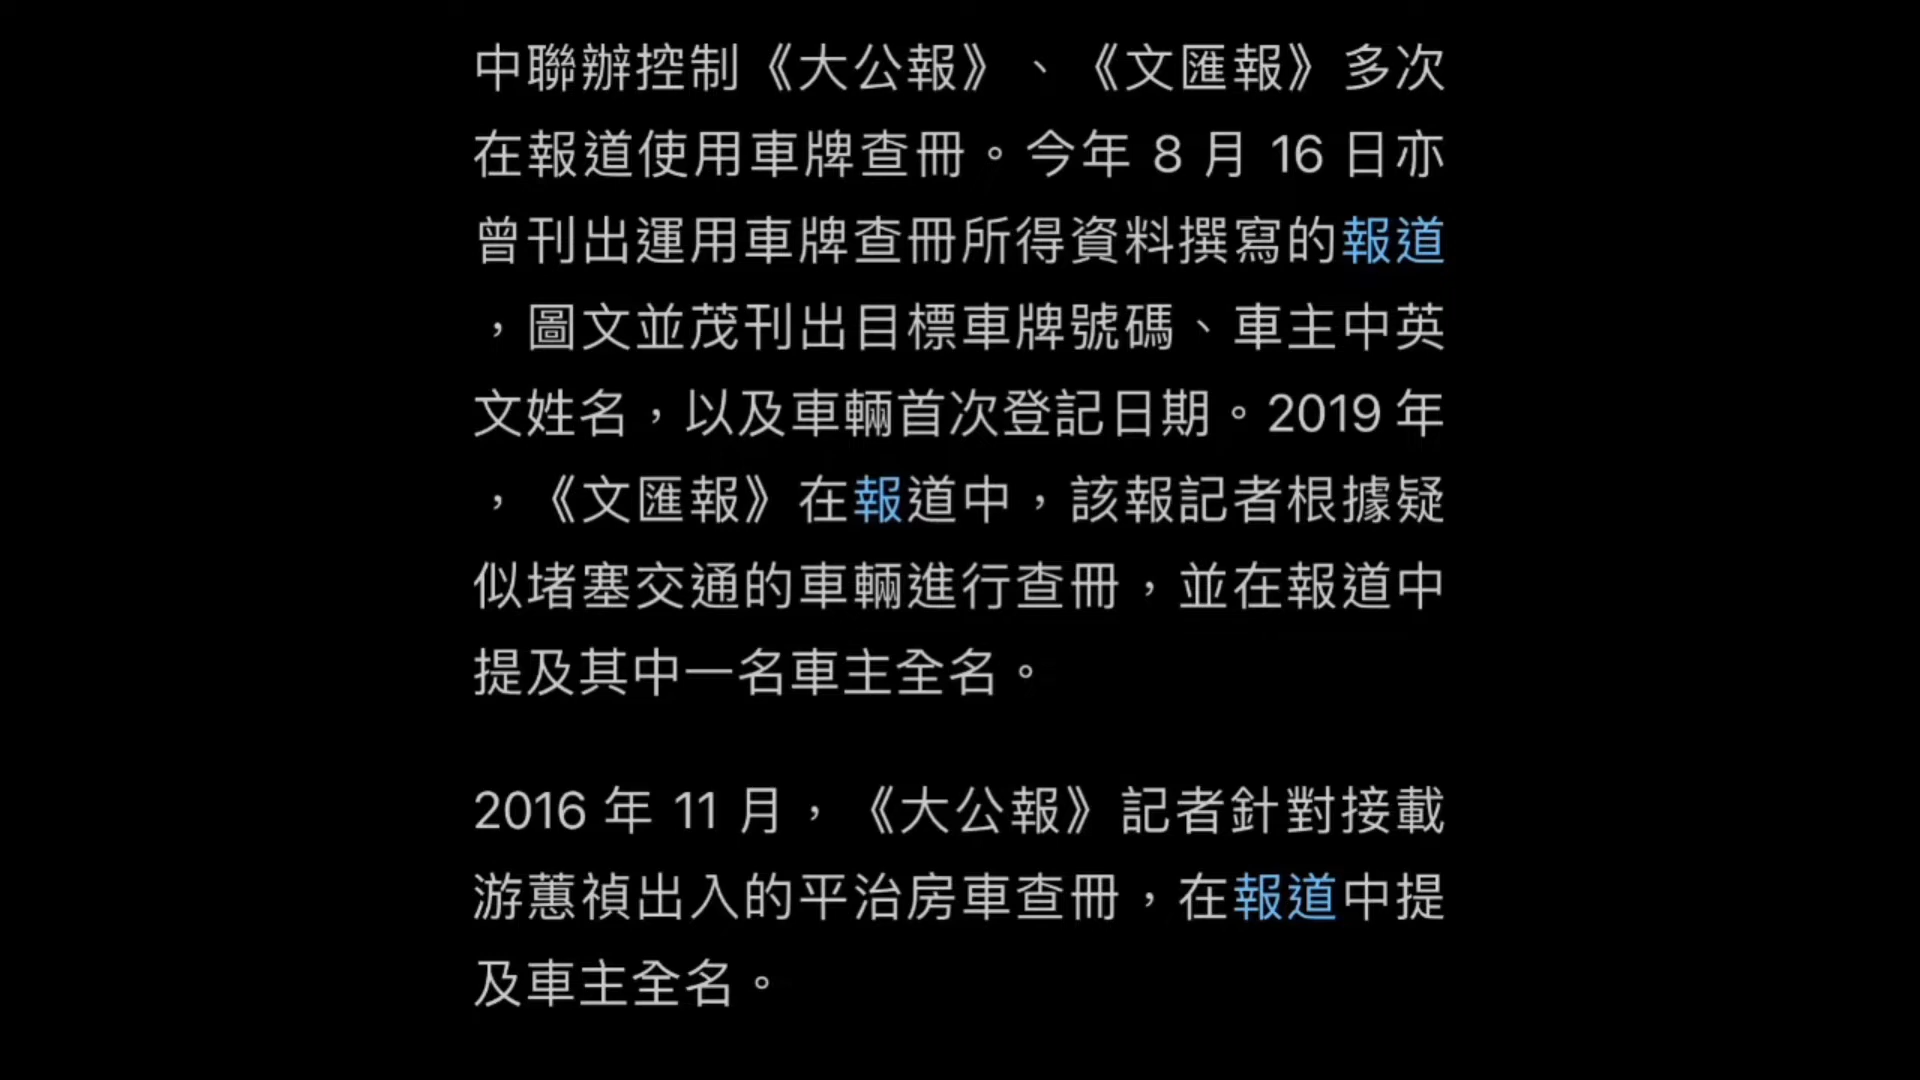 中聯辦控制《大公報》、《文匯報》多次
在報道使用車牌查冊。今年 8 月 16 日亦
曾刊出運用車牌查冊所得資料撰寫的報道
，圖文並茂刊出目標車牌號碼、車主中英
文姓名，以及車輛首次登記日期。2019 年
，《文匯報》在報道中，該報記者根據疑
似堵塞交通的車輛進行查冊，並在報道中
提及其中一名車主全名。
2016 年 11 月，《大公報》記者針對接載
游蕙禎出入的平治房車查冊，在報道中提
及車主全名。